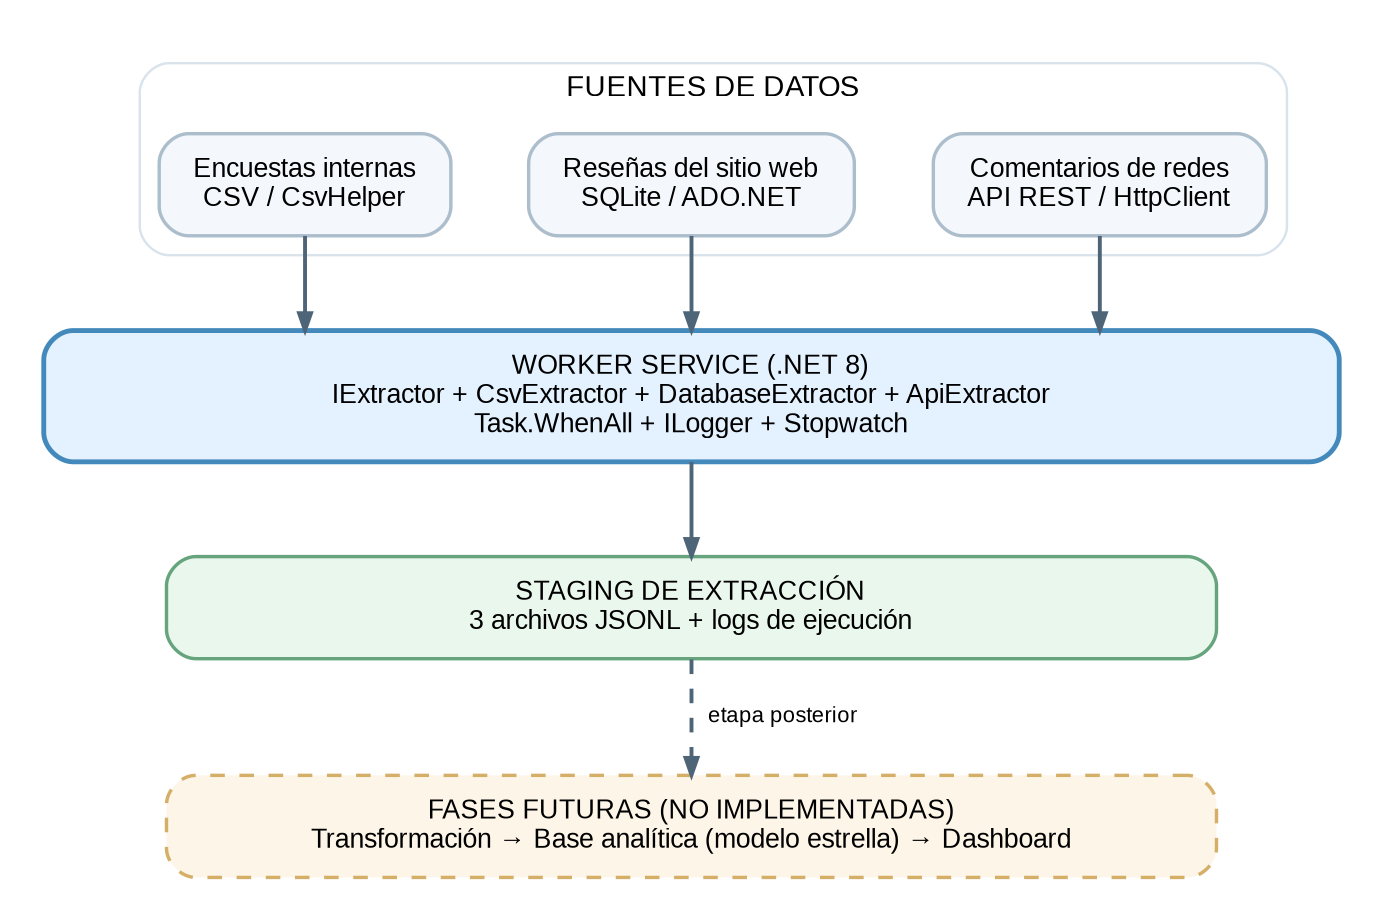 FUENTES DE DATOS
Encuestas internas
CSV / CsvHelper
Reseñas del sitio web
SQLite / ADO.NET
Comentarios de redes
API REST / HttpClient
WORKER SERVICE (.NET 8)
IExtractor + CsvExtractor + DatabaseExtractor + ApiExtractor
Task.WhenAll + ILogger + Stopwatch
STAGING DE EXTRACCIÓN
3 archivos JSONL + logs de ejecución
etapa posterior
FASES FUTURAS (NO IMPLEMENTADAS)
Transformación → Base analítica (modelo estrella) → Dashboard